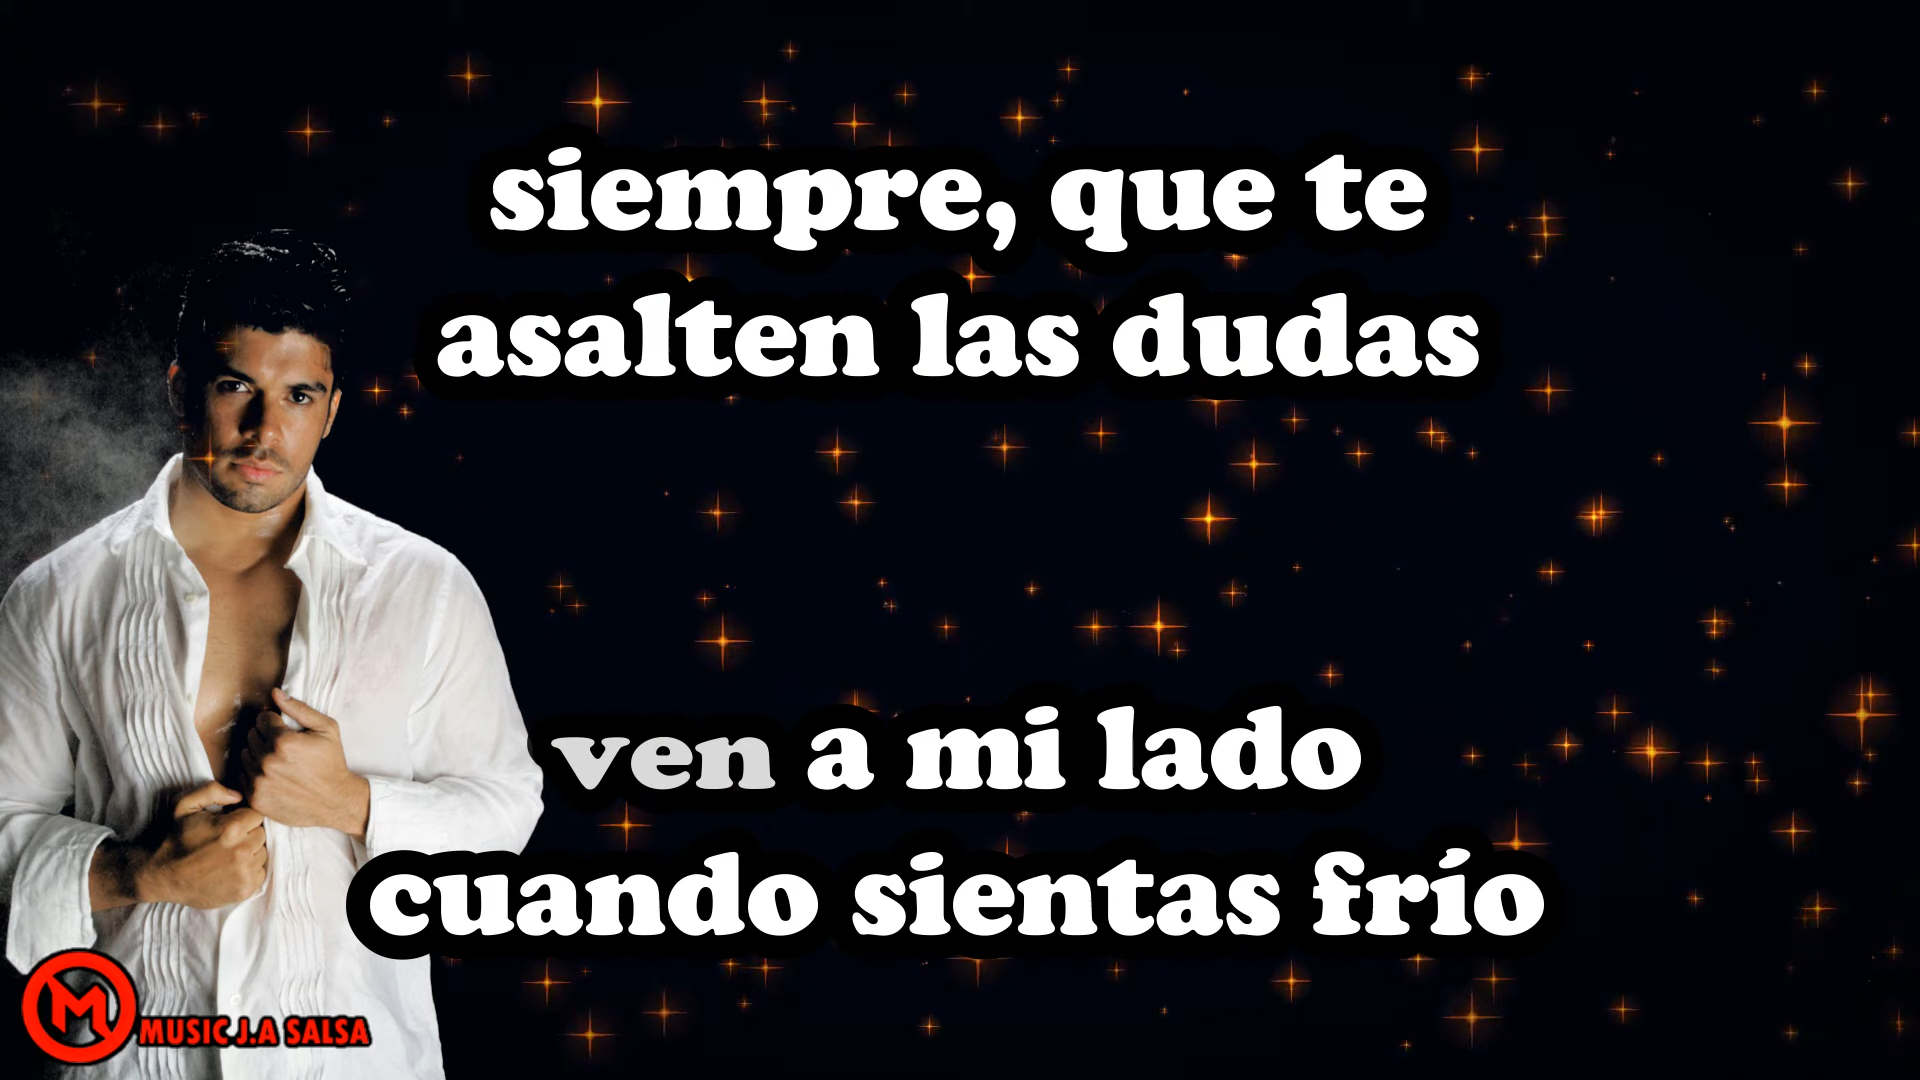 siempre, que te
asalten las dudas
ven a mi lado
cuando sientas frío
M
MUSIC J.A SALSA